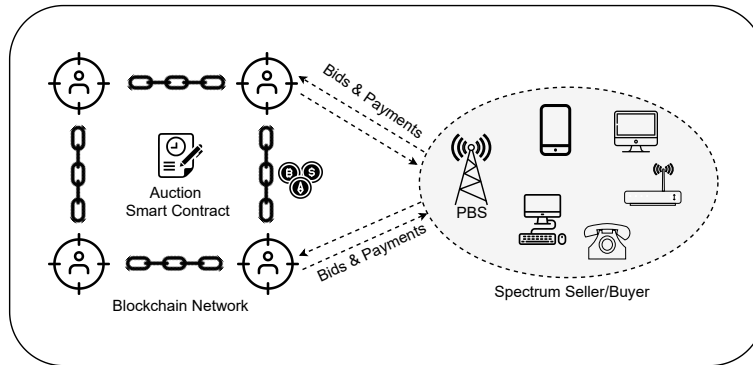 Bids & Payments
Auction
Smart Contract
PBS
Bids & Payments
Blockchain Network
Spectrum Seller/Buyer